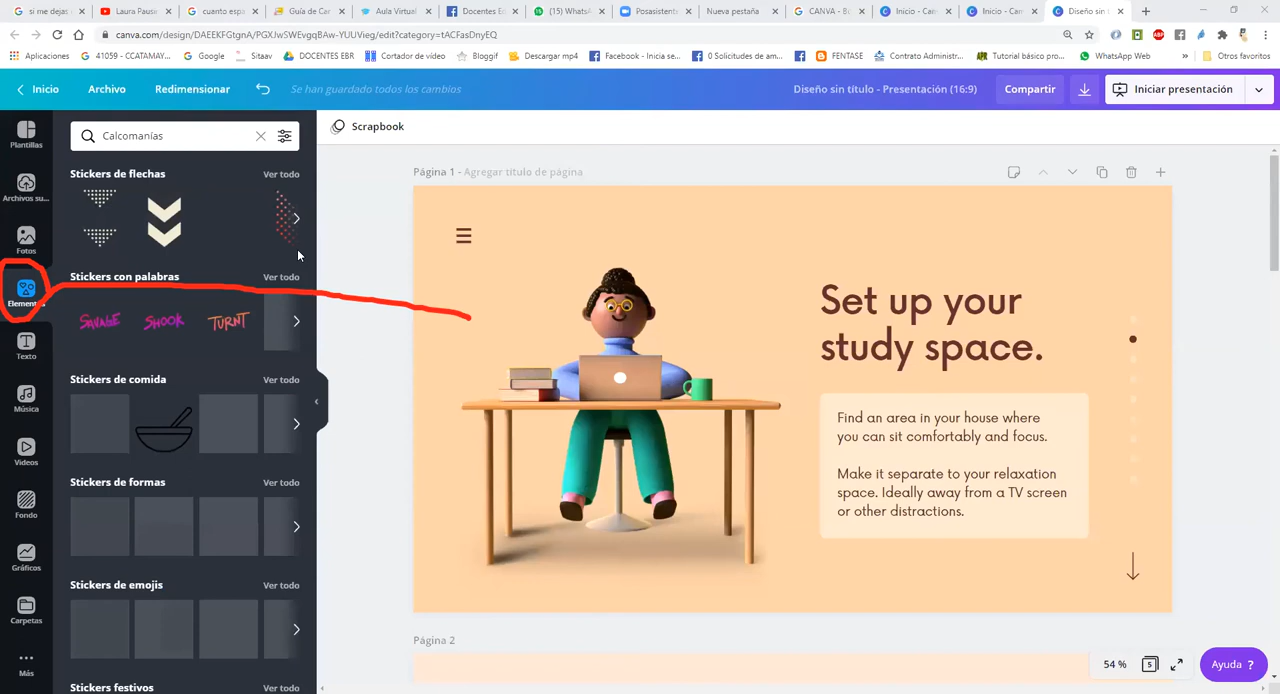 si me dejas
Laura Pausi
cuanto espa
Guía de Car
Aula Virtual
Docentes E
(15) WhatsA
Posasistente
Nueva pestaña
CANVA - B
Inicio - Can
Inicio - Can
Diseño sin
canva.com/design/DAEEKFGtgnA/PGXJwSWEvgqBAw-YUUVieg/edit?category=tACFasDnyEQ
Aplicaciones
41059 - CCATAMAY...
Google
Sitaav
DOCENTES EBR
Cortador de vídeo
Bloggif
Descargar mp4
Facebook - Inicia se...
0 Solicitudes de am...
FENTASE
Contrato Administr...
Tutorial básico pro...
WhatsApp Web
»
Otros favoritos
Inicio
Archivo
Redimensionar
Se han guardado todos los cambios
Diseño sin título - Presentación (16:9)
Compartir
Iniciar presentación
Plantillas
Archivos su...
Fotos
Element
Texto
Música
Videos
Fondo
Gráficos
Carpetas
Más
Calcomanías
Stickers de flechas
Ver todo
Stickers con palabras
Ver todo
SAVAGE
SHOOK
TURNT
Stickers de comida
Ver todo
Stickers de formas
Ver todo
Stickers de emojis
Ver todo
Stickers festivos
Ver todo
Scrapbook
Página 1 - Agregar título de página
Set up your
study space.
Find an area in your house where
you can sit comfortably and focus.
Make it separate to your relaxation
space. Ideally away from a TV screen
or other distractions.
Página 2
54 %
5
Ayuda ?